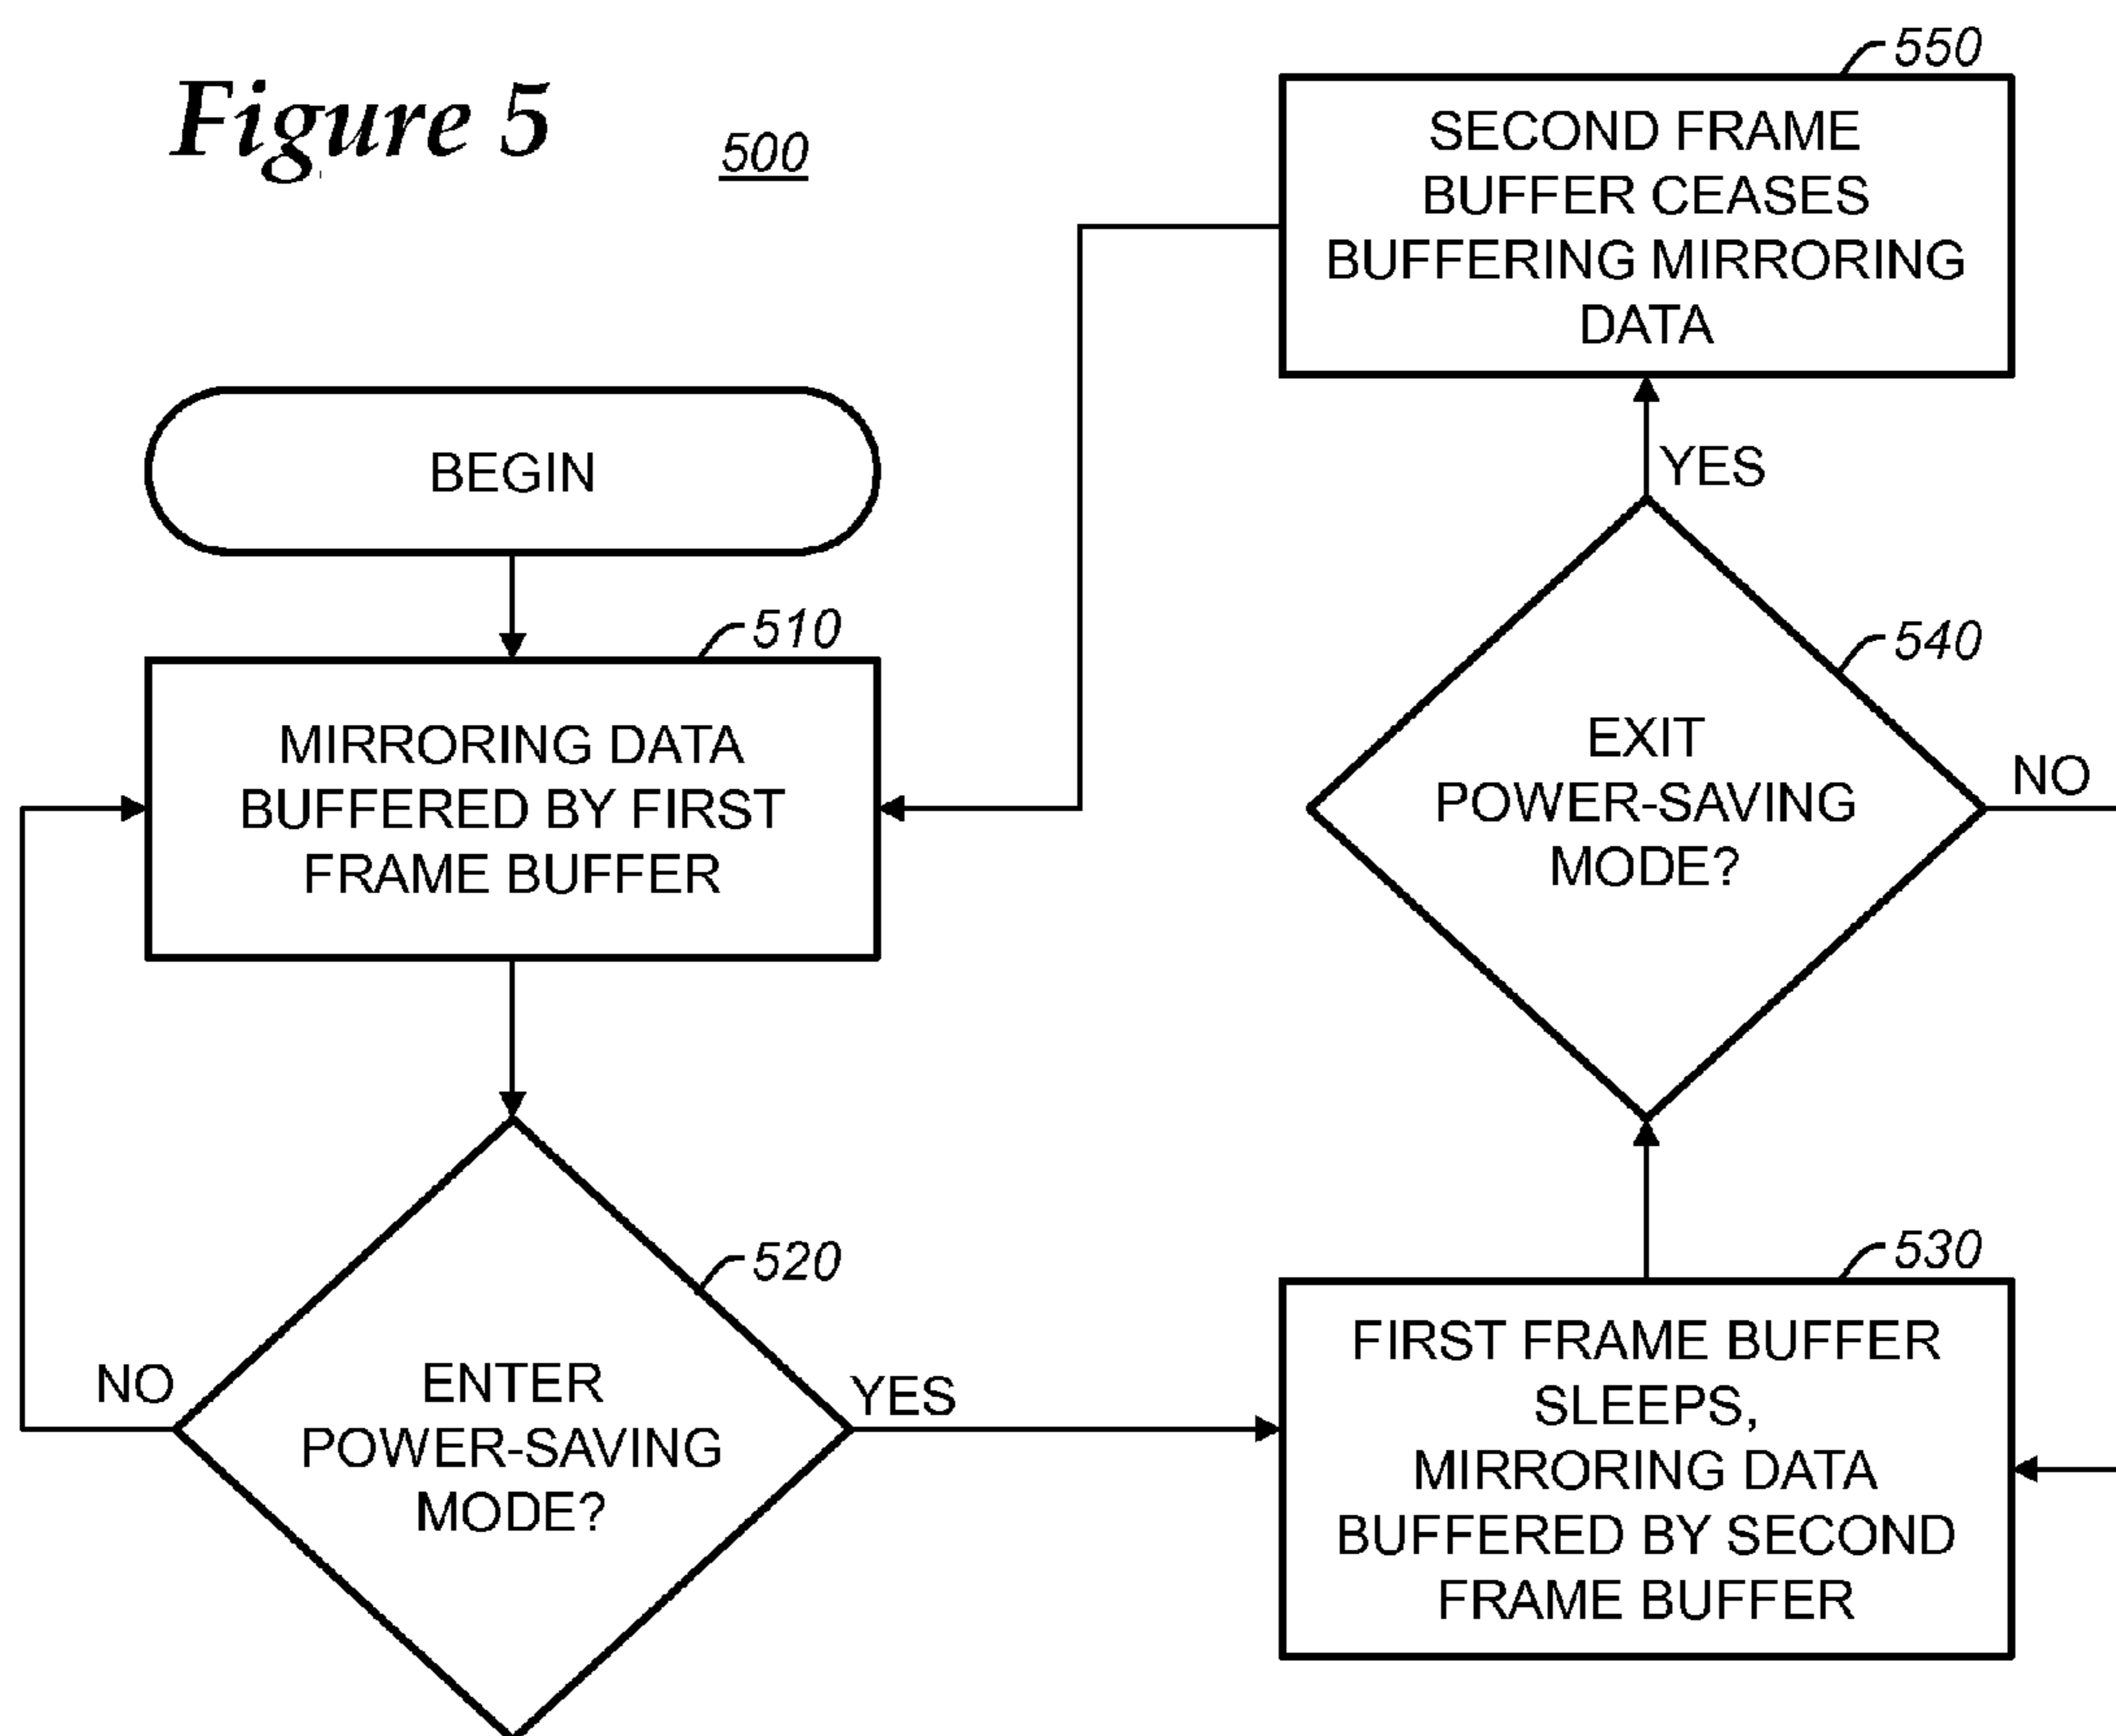 Figure 5
500
BEGIN
510
MIRRORING DATA
BUFFERED BY FIRST
FRAME BUFFER
520
ENTER
POWER-SAVING
MODE?
NO
YES
530
FIRST FRAME BUFFER
SLEEPS,
MIRRORING DATA
BUFFERED BY SECOND
FRAME BUFFER
540
EXIT
POWER-SAVING
MODE?
NO
YES
550
SECOND FRAME
BUFFER CEASES
BUFFERING MIRRORING
DATA